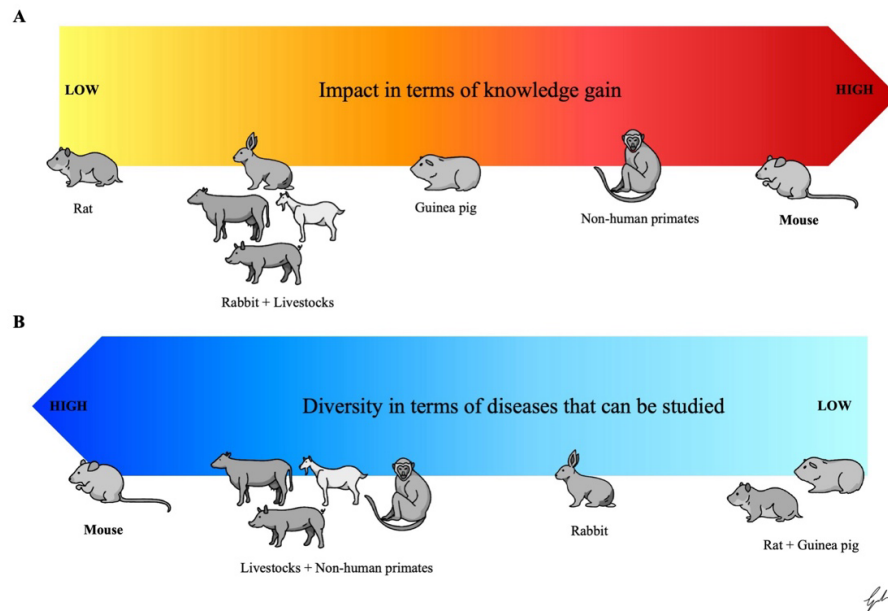 A
LOW
Impact in terms of knowledge gain
HIGH
Rat
Guinea pig
Non-human primates
Mouse
Rabbit + Livestocks
B
HIGH
Diversity in terms of diseases that can be studied
LOW
Mouse
Rabbit
Rat + Guinea pig
Livestocks + Non-human primates